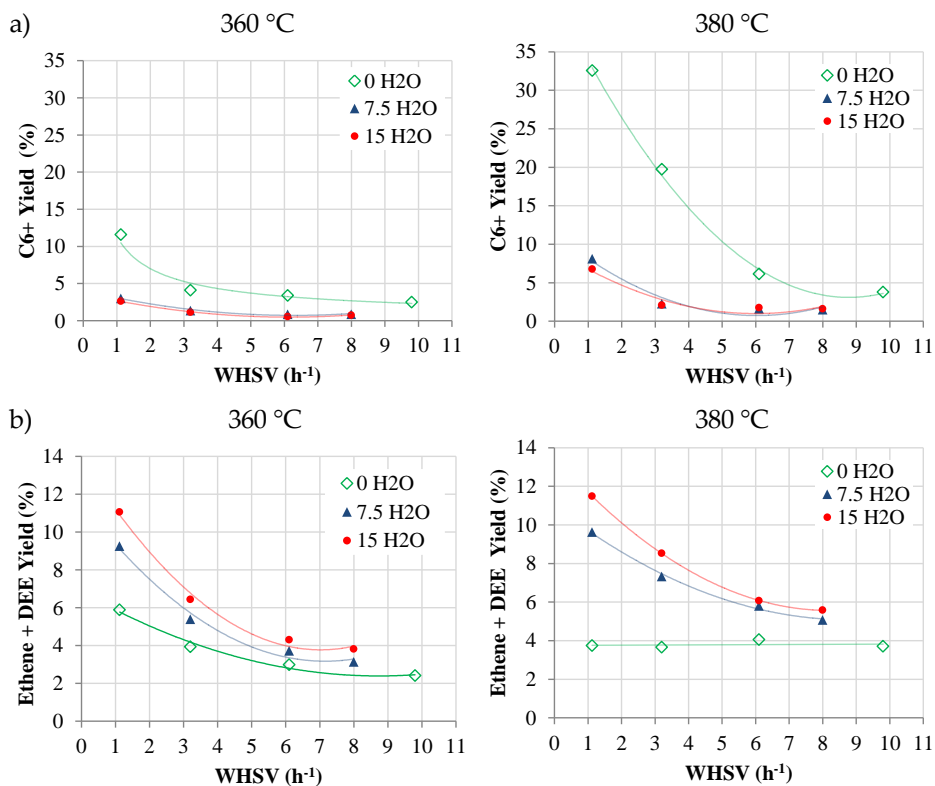 a)
360 °C
35
30
25
20
15
10
5
0
C6+ Yield (%)
0 H2O
7.5 H2O
15 H2O
0 1 2 3 4 5 6 7 8 9 10 11
WHSV (h-1)
380 °C
35
30
25
20
15
10
5
0
C6+ Yield (%)
0 H2O
7.5 H2O
15 H2O
0 1 2 3 4 5 6 7 8 9 10 11
WHSV (h-1)
b)
360 °C
14
12
10
8
6
4
2
0
Ethene + DEE Yield (%)
0 H2O
7.5 H2O
15 H2O
0 1 2 3 4 5 6 7 8 9 10 11
WHSV (h-1)
380 °C
14
12
10
8
6
4
2
0
Ethene + DEE Yield (%)
0 H2O
7.5 H2O
15 H2O
0 1 2 3 4 5 6 7 8 9 10 11
WHSV (h-1)